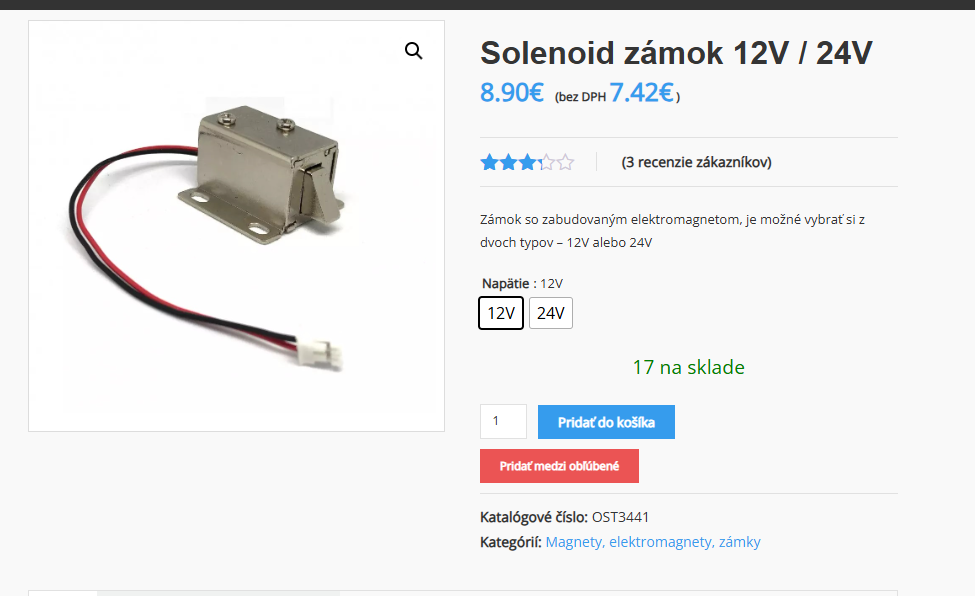 Solenoid zámok 12V / 24V
8.90€ (bez DPH 7.42€ )
(3 recenzie zákazníkov)
Zámok so zabudovaným elektromagnetom, je možné vybrať si z
dvoch typov – 12V alebo 24V
Napätie : 12V
12V 24V
17 na sklade
1 Pridať do košíka
Pridať medzi obľúbené
Katalógové číslo: OST3441
Kategórií: Magnety, elektromagnety, zámky